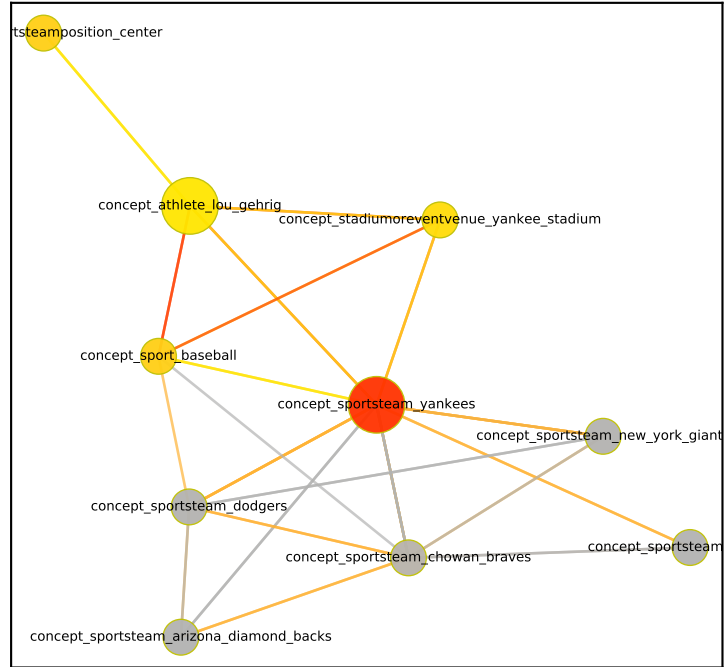 rtsteamposition_center
concept_athlete_lou_gehrig
concept_stadiumoreventvenue_yankee_stadium
concept_sport_baseball
concept_sportsteam_yankees
concept_sportsteam_new_york_giant
concept_sportsteam_dodgers
concept_sportsteam
concept_sportsteam_chowan_braves
concept_sportsteam_arizona_diamond_backs